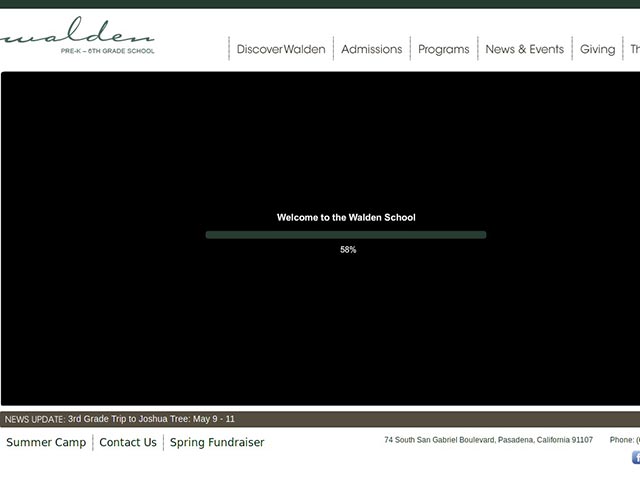 walden
PRE-K – 6TH GRADE SCHOOL
Discover Walden
Admissions
Programs
News & Events
Giving
Welcome to the Walden School
58%
NEWS UPDATE: 3rd Grade Trip to Joshua Tree: May 9 - 11
Summer Camp
Contact Us
Spring Fundraiser
74 South San Gabriel Boulevard, Pasadena, California 91107
Phone: (